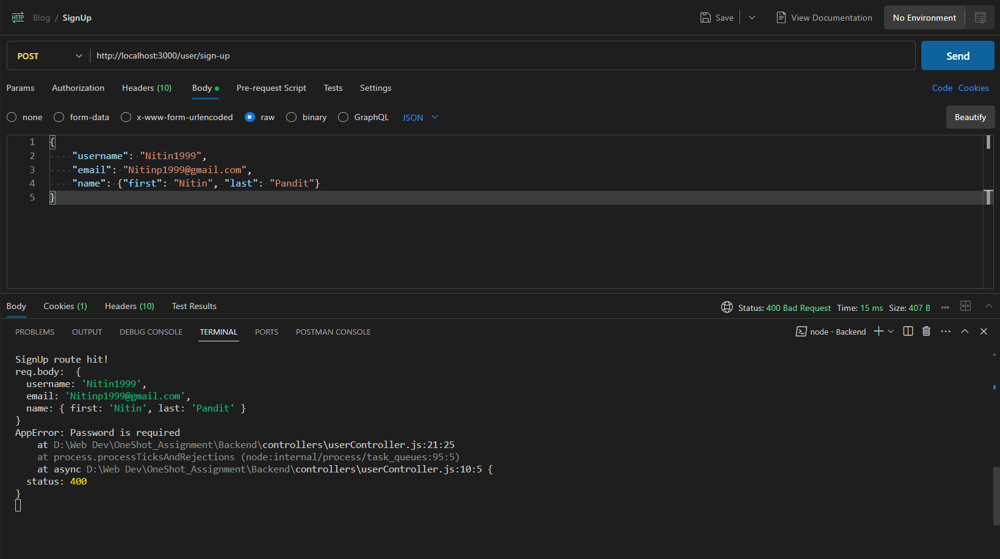 HTTP Blog / SignUp Save View Documentation No Environment
POST http://localhost:3000/user/sign-up Send
Params Authorization Headers (10) Body Pre-request Script Tests Settings Code Cookies
none form-data x-www-form-urlencoded raw binary GraphQL JSON Beautify
1 {
2 "username": "Nitin1999",
3 "email": "Nitinp1999@gmail.com",
4 "name": {"first": "Nitin", "last": "Pandit"}
5 }
Body Cookies (1) Headers (10) Test Results Status: 400 Bad Request Time: 15 ms Size: 407 B
PROBLEMS OUTPUT DEBUG CONSOLE TERMINAL PORTS POSTMAN CONSOLE node - Backend
SignUp route hit!
req.body:  {
username: 'Nitin1999',
email: 'Nitinp1999@gmail.com',
name: { first: 'Nitin', last: 'Pandit' }
}
AppError: Password is required
at D:\Web Dev\OneShot_Assignment\Backend\controllers\userController.js:21:25
at process.processTicksAndRejections (node:internal/process/task_queues:95:5)
at async D:\Web Dev\OneShot_Assignment\Backend\controllers\userController.js:10:5 {
status: 400
}